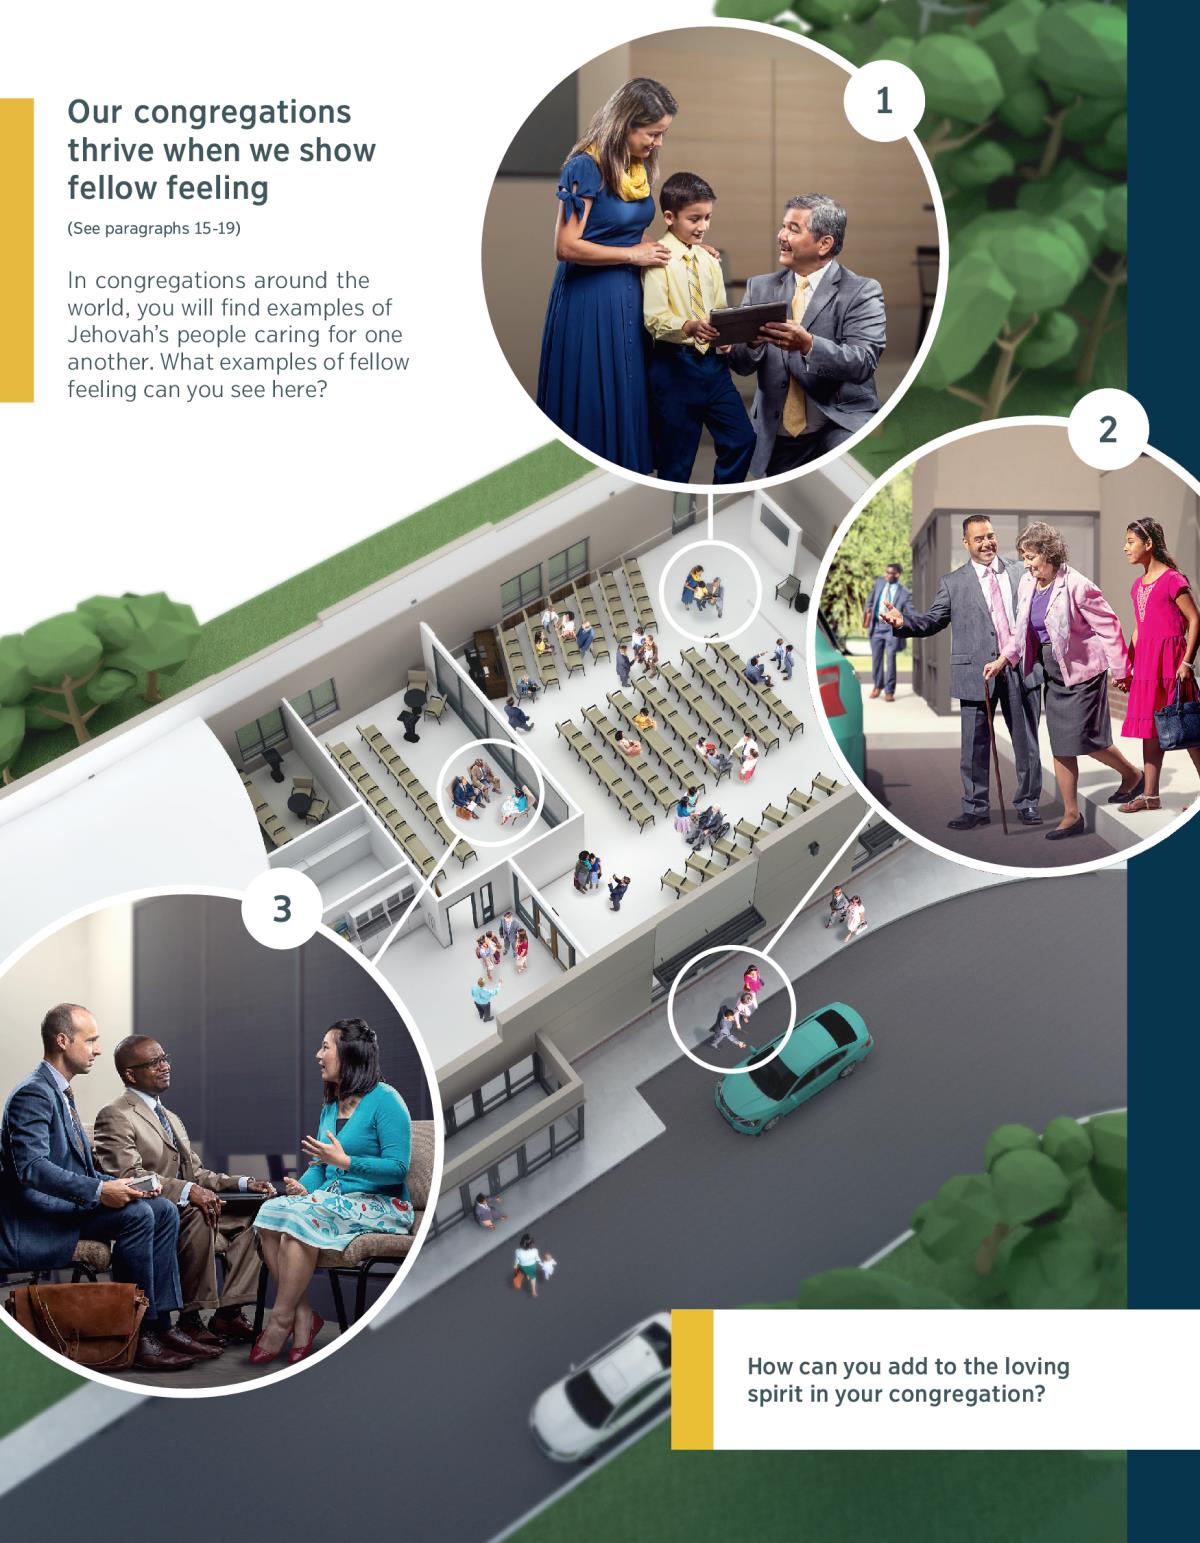 Our congregations
thrive when we show
fellow feeling
(See paragraphs 15-19)
In congregations around the
world, you will find examples of
Jehovah’s people caring for one
another. What examples of fellow
feeling can you see here?
1
2
3
How can you add to the loving
spirit in your congregation?